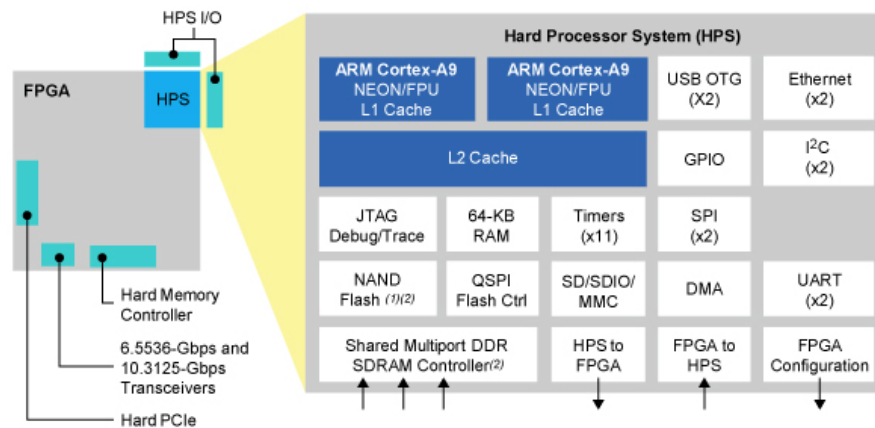 HPS I/O
FPGA
HPS
Hard Memory
Controller
6.5536-Gbps and
10.3125-Gbps
Transceivers
Hard PCIe
Hard Processor System (HPS)
ARM Cortex-A9
NEON/FPU
L1 Cache
ARM Cortex-A9
NEON/FPU
L1 Cache
USB OTG
(X2)
Ethernet
(x2)
L2 Cache
GPIO
I²C
(x2)
JTAG
Debug/Trace
64-KB
RAM
Timers
(x11)
SPI
(x2)
NAND
Flash (1)(2)
QSPI
Flash Ctrl
SD/SDIO/
MMC
DMA
UART
(x2)
Shared Multiport DDR
SDRAM Controller(2)
HPS to
FPGA
FPGA to
HPS
FPGA
Configuration